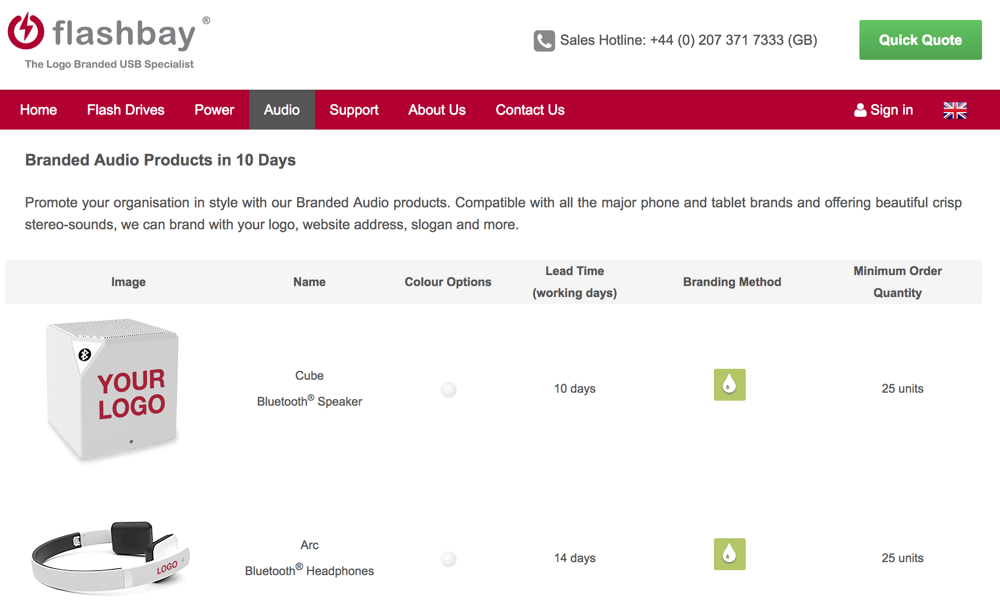 flashbay ®
The Logo Branded USB Specialist
Sales Hotline: +44 (0) 207 371 7333 (GB)
Quick Quote
Home Flash Drives Power Audio Support About Us Contact Us Sign in
Branded Audio Products in 10 Days
Promote your organisation in style with our Branded Audio products. Compatible with all the major phone and tablet brands and offering beautiful crisp
stereo-sounds, we can brand with your logo, website address, slogan and more.
Image Name Colour Options Lead Time (working days) Branding Method Minimum Order Quantity
YOUR
LOGO
Cube
Bluetooth® Speaker
10 days
25 units
LOGO
Arc
Bluetooth® Headphones
14 days
25 units